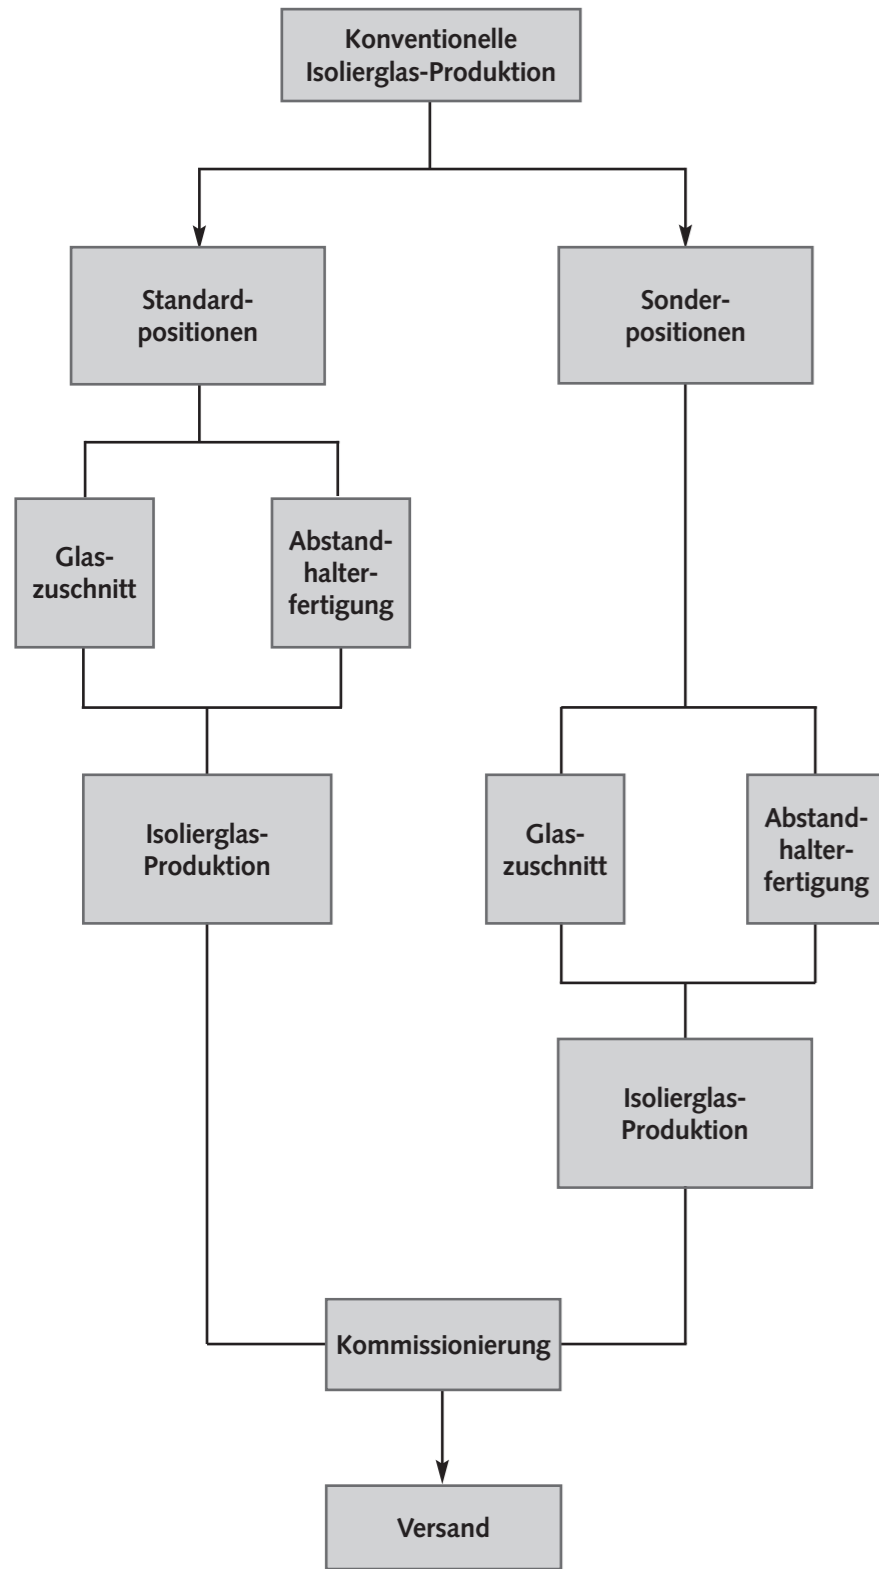 Konventionelle
Isolierglas-Produktion
Standard-
positionen
Sonder-
positionen
Glas-
zuschnitt
Abstand-
halter-
fertigung
Isolierglas-
Produktion
Glas-
zuschnitt
Abstand-
halter-
fertigung
Isolierglas-
Produktion
Kommissionierung
Versand